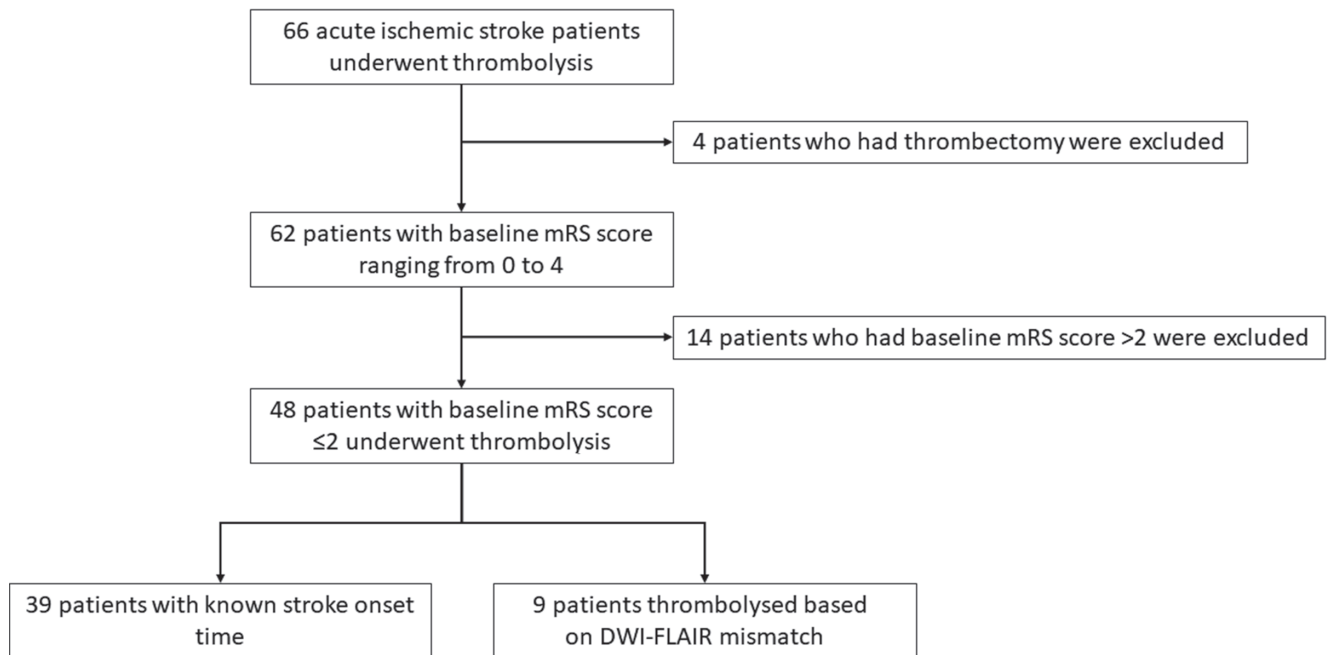 66 acute ischemic stroke patients
underwent thrombolysis
4 patients who had thrombectomy were excluded
62 patients with baseline mRS score
ranging from 0 to 4
14 patients who had baseline mRS score >2 were excluded
48 patients with baseline mRS score
≤2 underwent thrombolysis
39 patients with known stroke onset
time
9 patients thrombolysed based
on DWI-FLAIR mismatch